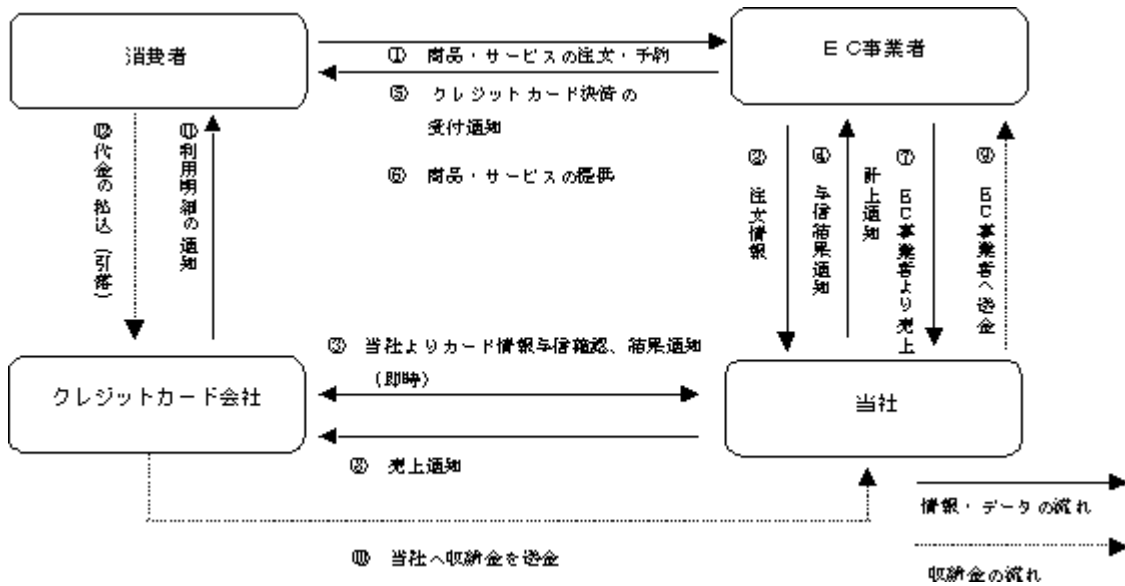 消費者
EC事業者
① 商品・サービスの注文・予約
⑤ クレジットカード決済の
受付通知
⑥ 商品・サービスの提供
⑫代金の払込(引落)
⑪利用明細の通知
② 注文情報
④ 与信結果通知
計上通知
⑦ EC事業者より売上
⑨ EC事業者へ送金
③ 当社よりカード情報与信確認、結果通知
(即時)
クレジットカード会社
当社
売上通知
⑩ 当社へ収納金を送金
情報・データの流れ
収納金の流れ